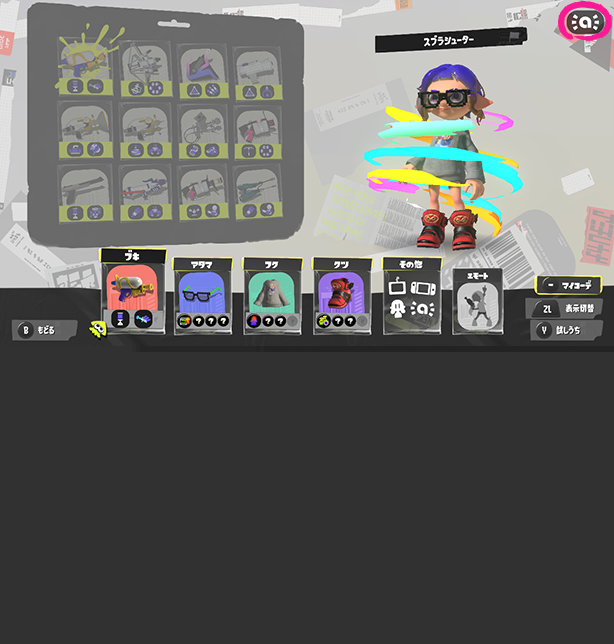 スプラシューター
a
ブキ
アタマ
フク
クツ
その他
エモート
B もどる
- マイコーデ
ZL 表示切替
Y 試しうち